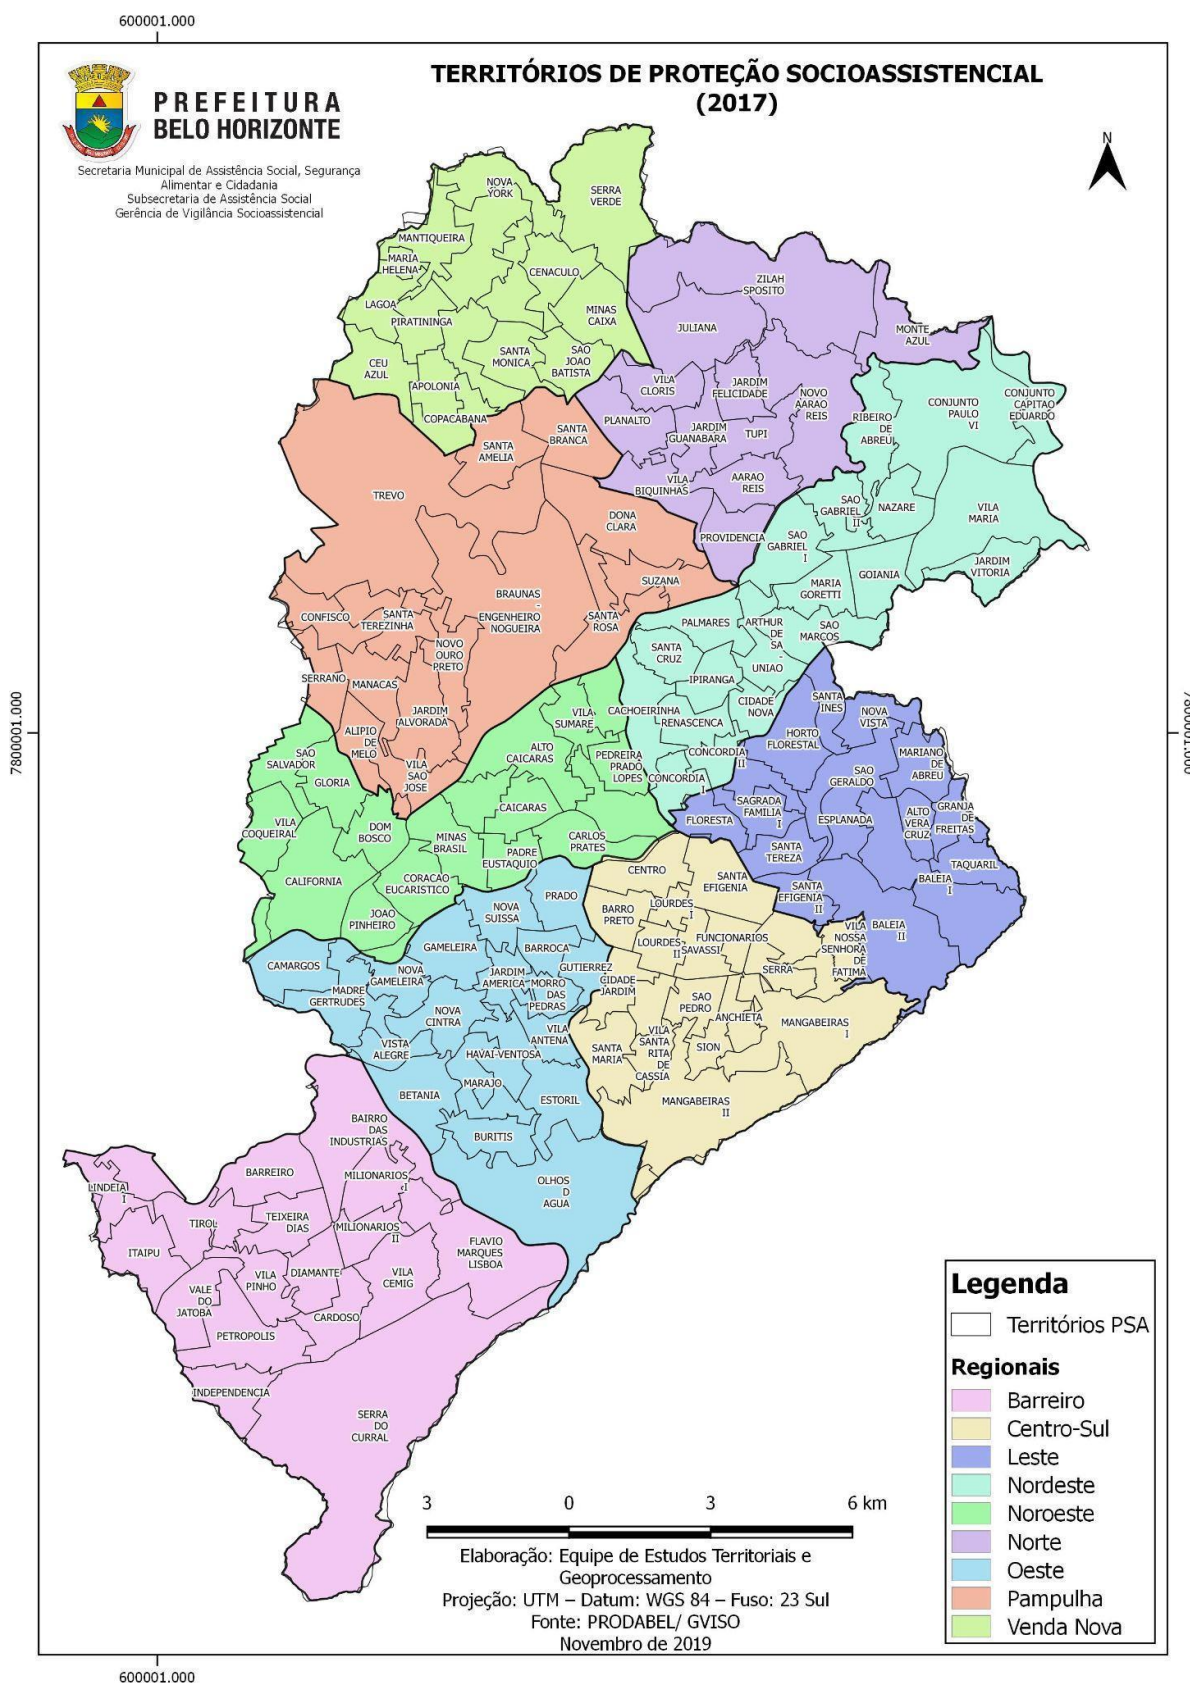 600001.000
TERRITÓRIOS DE PROTEÇÃO SOCIOASSISTENCIAL
(2017)
PREFEITURA
BELO HORIZONTE
Secretaria Municipal de Assistência Social, Segurança
Alimentar e Cidadania
Subsecretaria de Assistência Social
Gerência de Vigilância Socioassistencial
N
NOVA
YORK
SERRA
VERDE
MANTIQUEIRA
MARIA
HELENA
CENACULO
LAGOA
PIRATININGA
MINAS
CAIXA
CEU
AZUL
SANTA
MONICA
SAO
JOAO
BATISTA
APOLONIA
COPACABANA
ZILAH
SPOSITO
JULIANA
MONTE
AZUL
VILA
CLORIS
JARDIM
FELICIDADE
NOVO
AARAO
REIS
PLANALTO
JARDIM
GUANABARA
TUPI
VILA
BIQUINHAS
AARAO
REIS
PROVIDENCIA
RIBEIRO
DE
ABREU
CONJUNTO
PAULO
VI
CONJUNTO
CAPITAO
EDUARDO
SAO
GABRIEL
II
NAZARE
VILA
MARIA
SAO
GABRIEL
I
GOIANIA
JARDIM
VITORIA
MARIA
GORETTI
SAO
MARCOS
PALMARES
ARTHUR
DE
SA
-
UNIAO
SANTA
CRUZ
IPIRANGA
CIDADE
NOVA
CACHOEIRINHA
RENASCENCA
CONCORDIA
II
CONCORDIA
I
SANTA
AMELIA
SANTA
BRANCA
TREVO
DONA
CLARA
SUZANA
BRAUNAS
-
ENGENHEIRO
NOGUEIRA
SANTA
ROSA
CONFISCO
SANTA
TEREZINHA
NOVO
OURO
PRETO
SERRANO
MANACAS
JARDIM
ALVORADA
ALIPIO
DE
MELO
VILA
SAO
JOSE
7800001.000
7800001.000
SAO
SALVADOR
GLORIA
VILA
SUMARE
ALTO
CAICARAS
PEDREIRA
PRADO
LOPES
CAICARAS
VILA
COQUEIRAL
DOM
BOSCO
MINAS
BRASIL
PADRE
EUSTAQUIO
CARLOS
PRATES
CALIFORNIA
CORACAO
EUCARISTICO
JOAO
PINHEIRO
SANTA
INES
NOVA
VISTA
HORTO
FLORESTAL
SAO
GERALDO
MARIANO
DE
ABREU
FLORESTA
SAGRADA
FAMILIA
I
ESPLANADA
ALTO
VERA
CRUZ
GRANJA
DE
FREITAS
SANTA
TEREZA
TAQUARIL
BALEIA
I
SANTA
EFIGENIA
II
BALEIA
II
CENTRO
SANTA
EFIGENIA
BARRO
PRETO
LOURDES
I
LOURDES
II
FUNCIONARIOS
SAVASSI
VILA
NOSSA
SENHORA
DE
FATIMA
SERRA
CIDADE
JARDIM
SAO
PEDRO
ANCHIETA
MANGABEIRAS
I
SANTA
MARIA
VILA
SANTA
RITA
DE
CASSIA
SION
MANGABEIRAS
II
PRADO
NOVA
SUISSA
GAMELEIRA
BARROCA
GUTIERREZ
CAMARGOS
NOVA
GAMELEIRA
JARDIM
AMERICA
MORRO
DAS
PEDRAS
MADRE
GERTRUDES
NOVA
CINTRA
VILA
ANTENA
VISTA
ALEGRE
HAVAI-VENTOSA
MARAJO
BETANIA
ESTORIL
BURITIS
OLHOS
D
AGUA
BAIRRO
DAS
INDUSTRIAS
BARREIRO
MILIONARIOS
I
LINDEIA
I
TIROL
TEIXEIRA
DIAS
MILIONARIOS
II
FLAVIO
MARQUES
LISBOA
ITAIPU
VILA
PINHO
DIAMANTE
VILA
CEMIG
VALE
DO
JATOBA
CARDOSO
PETROPOLIS
INDEPENDENCIA
SERRA
DO
CURRAL
Legenda
Territórios PSA
Regionais
Barreiro
Centro-Sul
Leste
Nordeste
Noroeste
Norte
Oeste
Pampulha
Venda Nova
3 0 3 6 km
Elaboração: Equipe de Estudos Territoriais e
Geoprocessamento
Projeção: UTM – Datum: WGS 84 – Fuso: 23 Sul
Fonte: PRODABEL/ GVISO
Novembro de 2019
600001.000